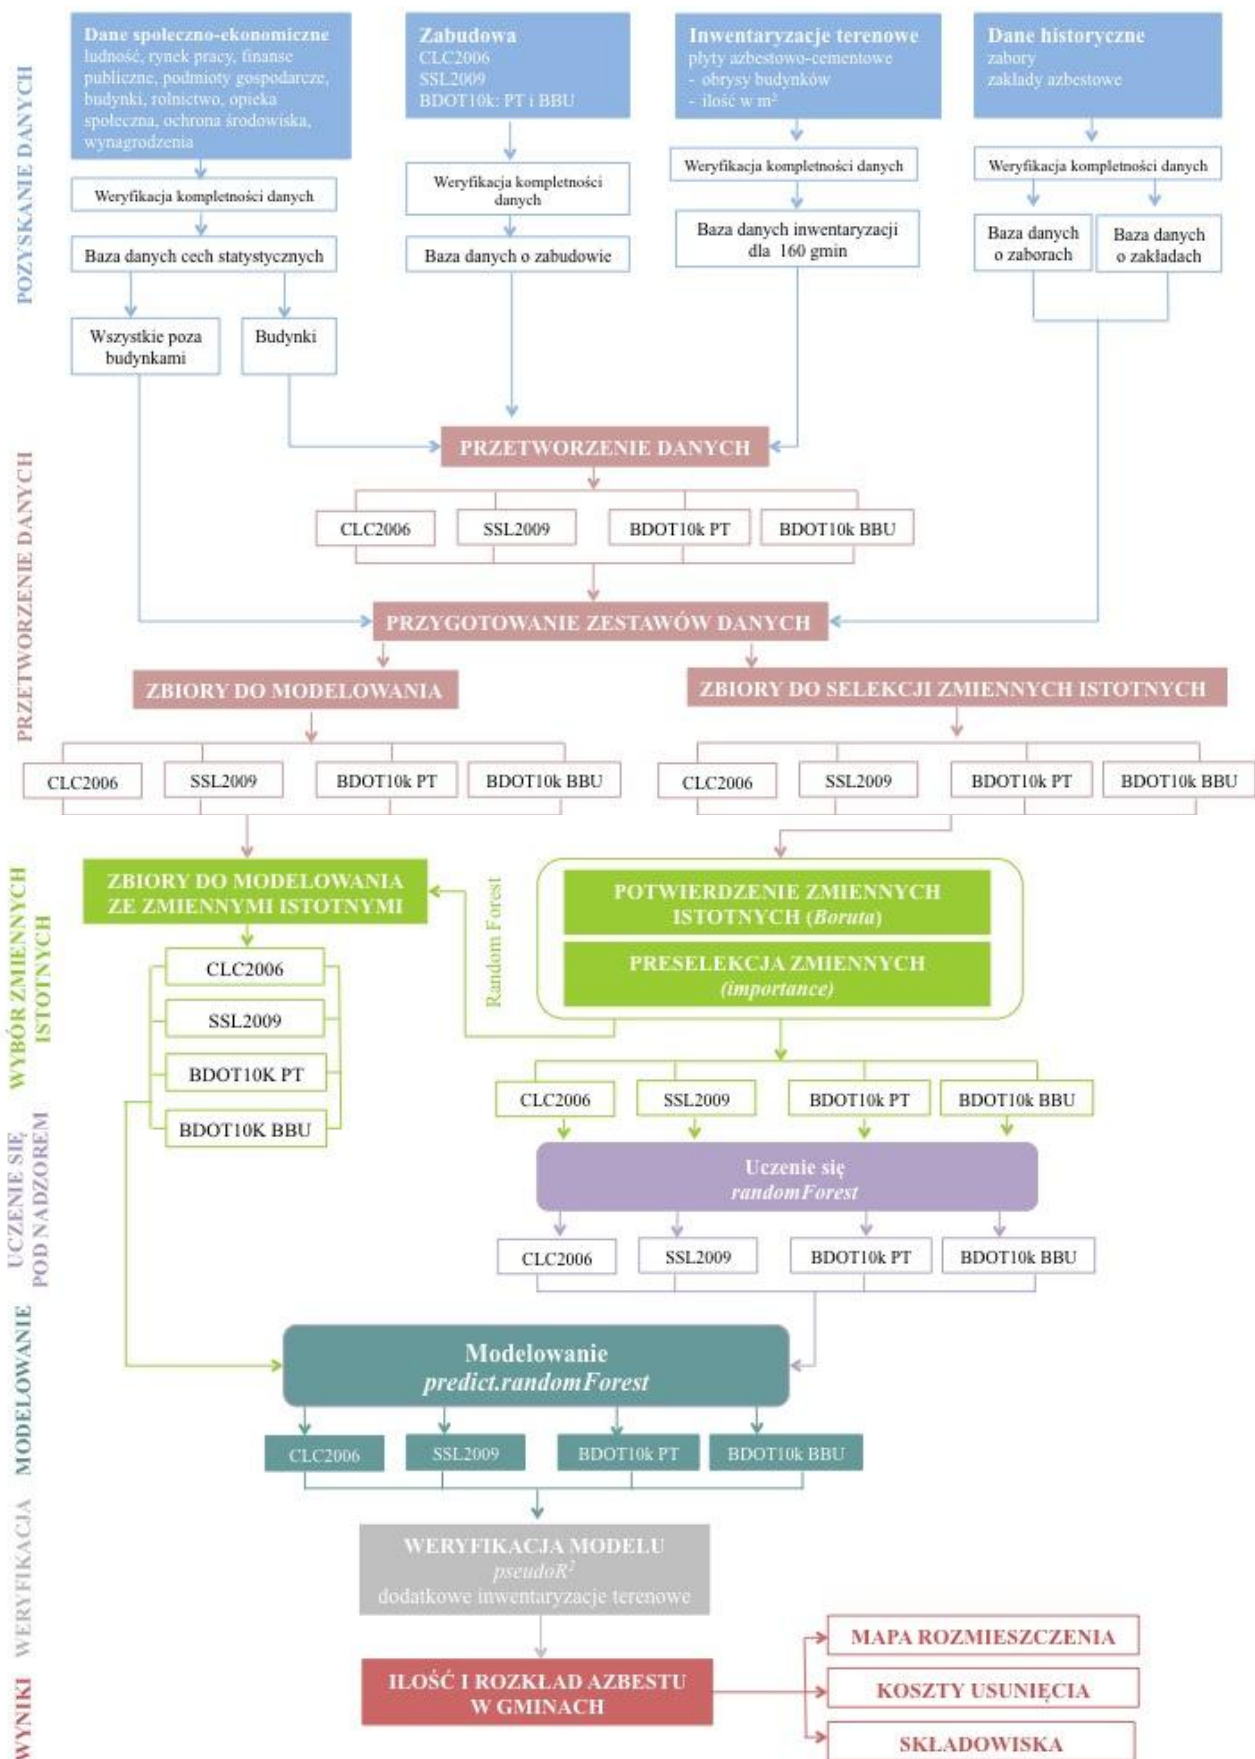 POZYSKANIE DANYCH
Dane społeczno-ekonomiczne
ludność, rynek pracy, finanse
publiczne, podmioty gospodarcze,
budynki, rolnictwo, opieka
społeczna, ochrona środowiska,
wynagrodzenia
Zabudowa
CLC2006
SSL2009
BDOT10k: PT i BBU
Inwentaryzacje terenowe
płyty azbestowo-cementowe
- obrysy budynków
- ilość w m²
Dane historyczne
zabory
zakłady azbestowe
Weryfikacja kompletności danych
Weryfikacja kompletności
danych
Weryfikacja kompletności danych
Weryfikacja kompletności danych
Baza danych cech statystycznych
Baza danych o zabudowie
Baza danych inwentaryzacji
dla 160 gmin
Baza danych
o zaborach
Baza danych
o zakładach
Wszystkie poza
budynkami
Budynki
PRZETWORZENIE DANYCH
PRZETWORZENIE DANYCH
CLC2006
SSL2009
BDOT10k PT
BDOT10k BBU
PRZYGOTOWANIE ZESTAWÓW DANYCH
ZBIORY DO MODELOWANIA
ZBIORY DO SELEKCJI ZMIENNYCH ISTOTNYCH
CLC2006
SSL2009
BDOT10k PT
BDOT10k BBU
CLC2006
SSL2009
BDOT10k PT
BDOT10k BBU
WYBÓR ZMIENNYCH
ISTOTNYCH
ZBIORY DO MODELOWANIA
ZE ZMIENNYMI ISTOTNYMI
CLC2006
SSL2009
BDOT10K PT
BDOT10K BBU
Random Forest
POTWIERDZENIE ZMIENNYCH
ISTOTNYCH (Boruta)
PRESELEKCJA ZMIENNYCH
(importance)
CLC2006
SSL2009
BDOT10k PT
BDOT10k BBU
UCZENIE SIĘ
POD NADZOREM
Uczenie się
randomForest
CLC2006
SSL2009
BDOT10k PT
BDOT10k BBU
MODELOWANIE
Modelowanie
predict.randomForest
CLC2006
SSL2009
BDOT10k PT
BDOT10k BBU
WERYFIKACJA
WERYFIKACJA MODELU
pseudoR²
dodatkowe inwentaryzacje terenowe
WYNIKI
ILOŚĆ I ROZKŁAD AZBESTU
W GMINACH
MAPA ROZMIESZCZENIA
KOSZTY USUNIĘCIA
SKŁADOWISKA